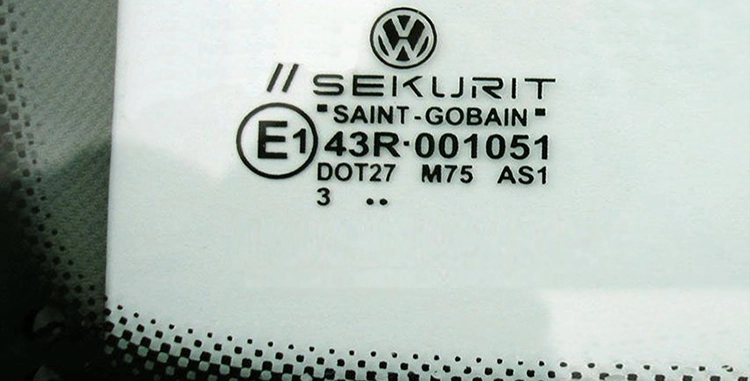 // SEKURIT
"SAINT-GOBAIN"
E1 43R·001051
DOT27 M75 AS1
3 ..